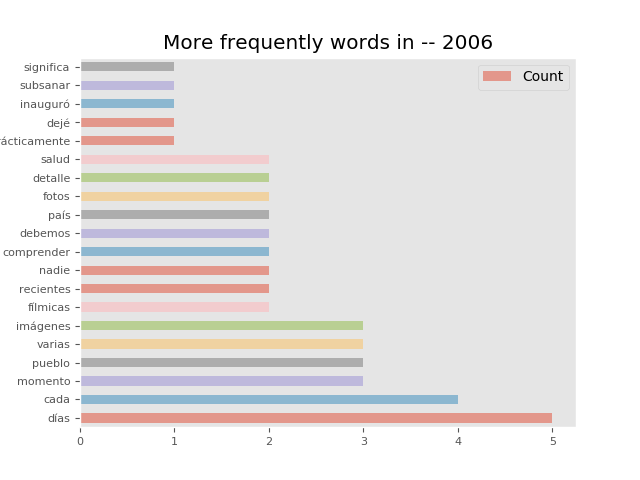 More frequently words in -- 2006
Count
significa
subsanar
inauguró
dejé
rácticamente
salud
detalle
fotos
país
debemos
comprender
nadie
recientes
fílmicas
imágenes
varias
pueblo
momento
cada
días
0 1 2 3 4 5